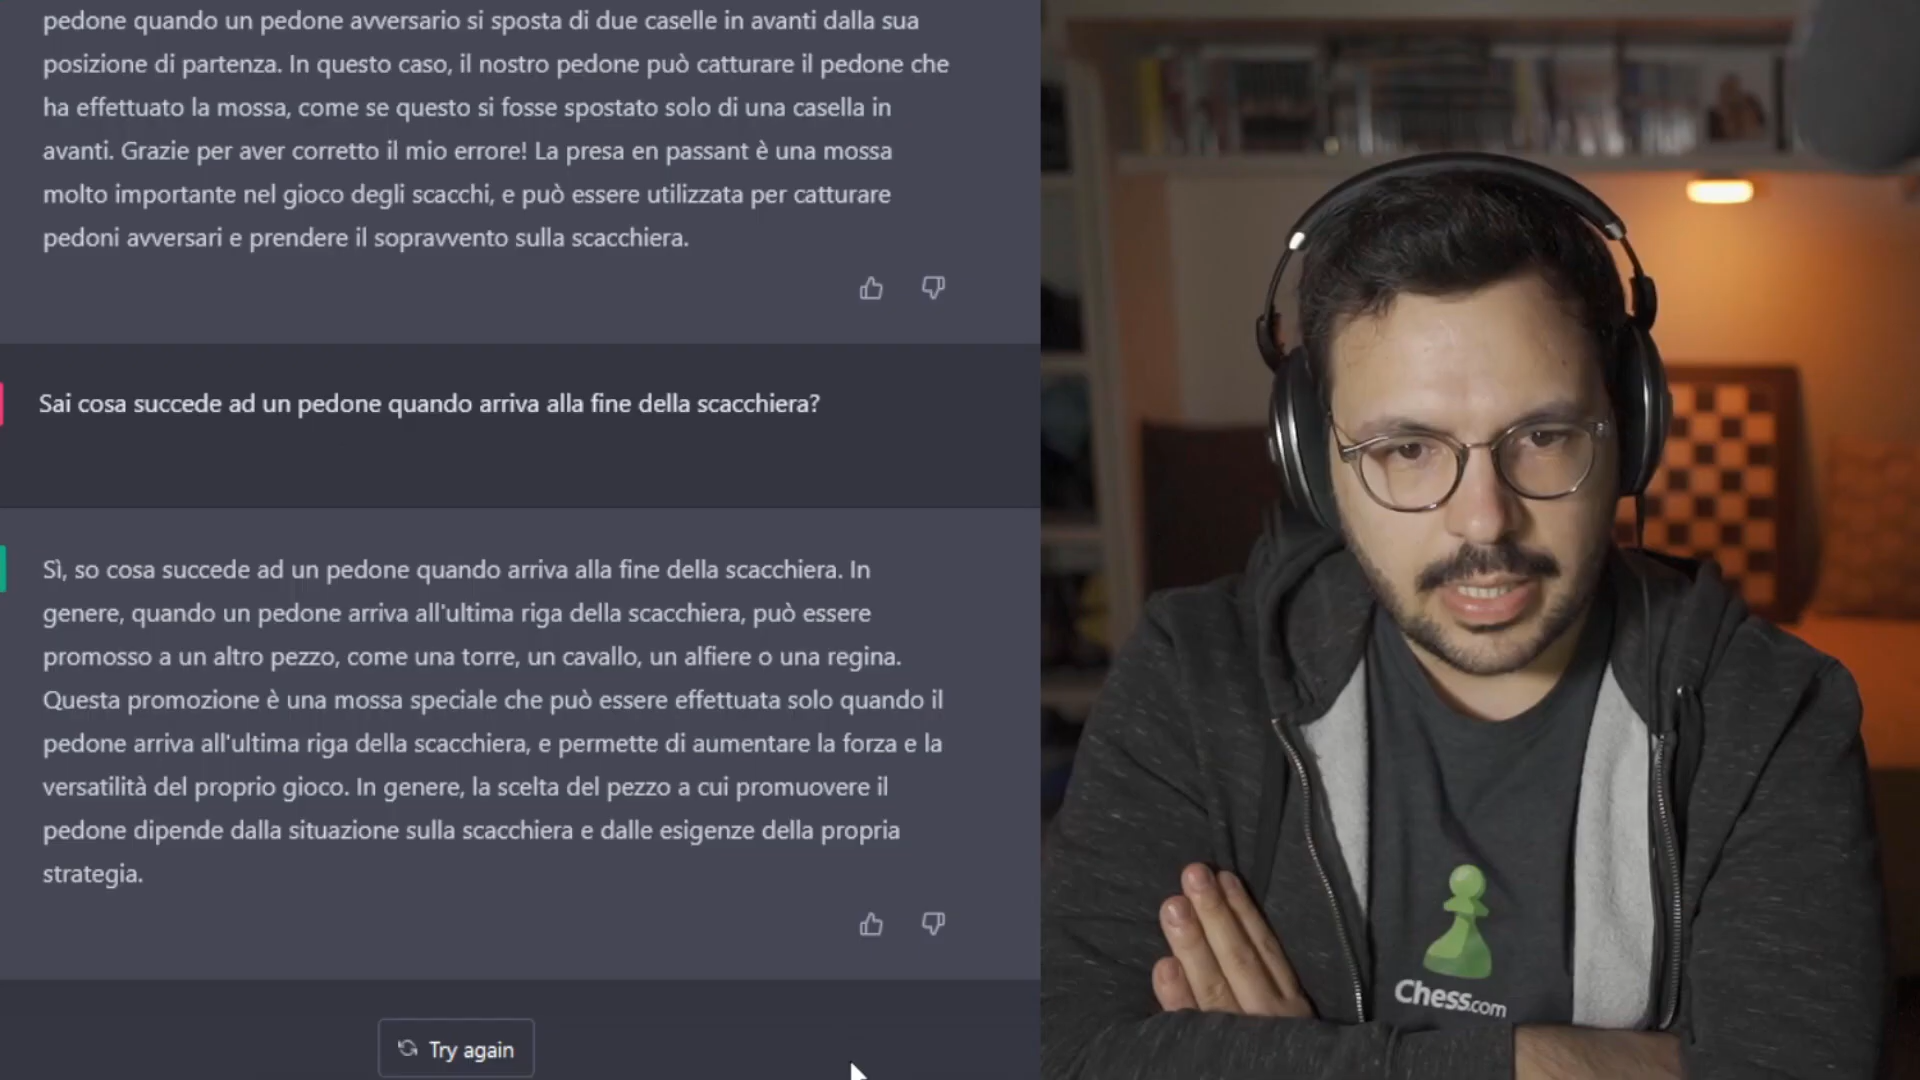 pedone quando un pedone avversario si sposta di due caselle in avanti dalla sua
posizione di partenza. In questo caso, il nostro pedone può catturare il pedone che
ha effettuato la mossa, come se questo si fosse spostato solo di una casella in
avanti. Grazie per aver corretto il mio errore! La presa en passant è una mossa
molto importante nel gioco degli scacchi, e può essere utilizzata per catturare
pedoni avversari e prendere il sopravvento sulla scacchiera.
Sai cosa succede ad un pedone quando arriva alla fine della scacchiera?
Sì, so cosa succede ad un pedone quando arriva alla fine della scacchiera. In
genere, quando un pedone arriva all'ultima riga della scacchiera, può essere
promosso a un altro pezzo, come una torre, un cavallo, un alfiere o una regina.
Questa promozione è una mossa speciale che può essere effettuata solo quando il
pedone arriva all'ultima riga della scacchiera, e permette di aumentare la forza e la
versatilità del proprio gioco. In genere, la scelta del pezzo a cui promuovere il
pedone dipende dalla situazione sulla scacchiera e dalle esigenze della propria
strategia.
Try again
Chess.com